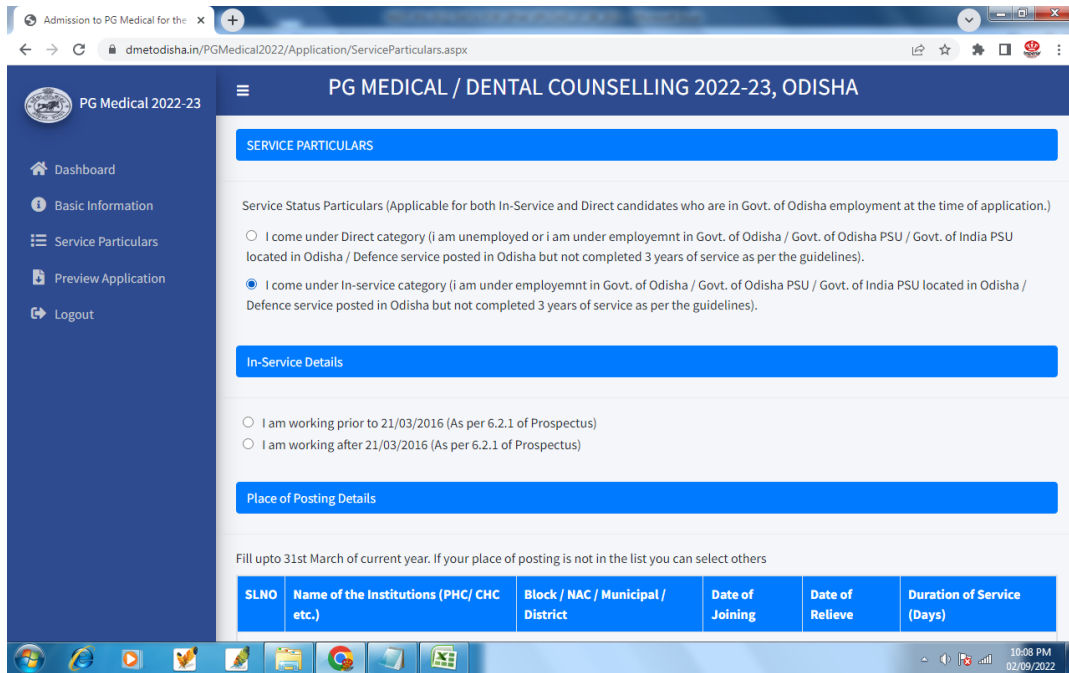 Admission to PG Medical for the
dmetodisha.in/PGMedical2022/Application/ServiceParticulars.aspx
PG Medical 2022-23
PG MEDICAL / DENTAL COUNSELLING 2022-23, ODISHA
Dashboard
Basic Information
Service Particulars
Preview Application
Logout
SERVICE PARTICULARS
Service Status Particulars (Applicable for both In-Service and Direct candidates who are in Govt. of Odisha employment at the time of application.)
I come under Direct category (i am unemployed or i am under employemnt in Govt. of Odisha / Govt. of Odisha PSU / Govt. of India PSU
located in Odisha / Defence service posted in Odisha but not completed 3 years of service as per the guidelines).
I come under In-service category (i am under employemnt in Govt. of Odisha / Govt. of Odisha PSU / Govt. of India PSU located in Odisha /
Defence service posted in Odisha but not completed 3 years of service as per the guidelines).
In-Service Details
I am working prior to 21/03/2016 (As per 6.2.1 of Prospectus)
I am working after 21/03/2016 (As per 6.2.1 of Prospectus)
Place of Posting Details
Fill upto 31st March of current year. If your place of posting is not in the list you can select others
SLNO Name of the Institutions (PHC/ CHC etc.) Block / NAC / Municipal / District Date of Joining Date of Relieve Duration of Service (Days)
10:08 PM
02/09/2022